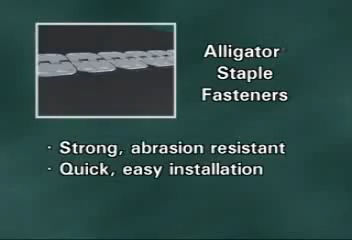 Alligator
Staple
Fasteners
· Strong, abrasion resistant
· Quick, easy installation